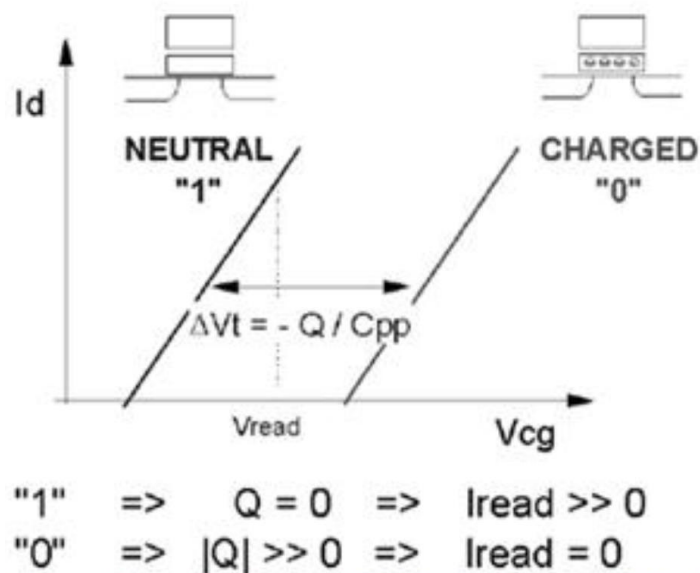 Id
NEUTRAL
"1"
CHARGED
"0"
ΔVt = - Q / Cpp
Vread
Vcg
"1" => Q = 0 => Iread >> 0
"0" => |Q| >> 0 => Iread = 0